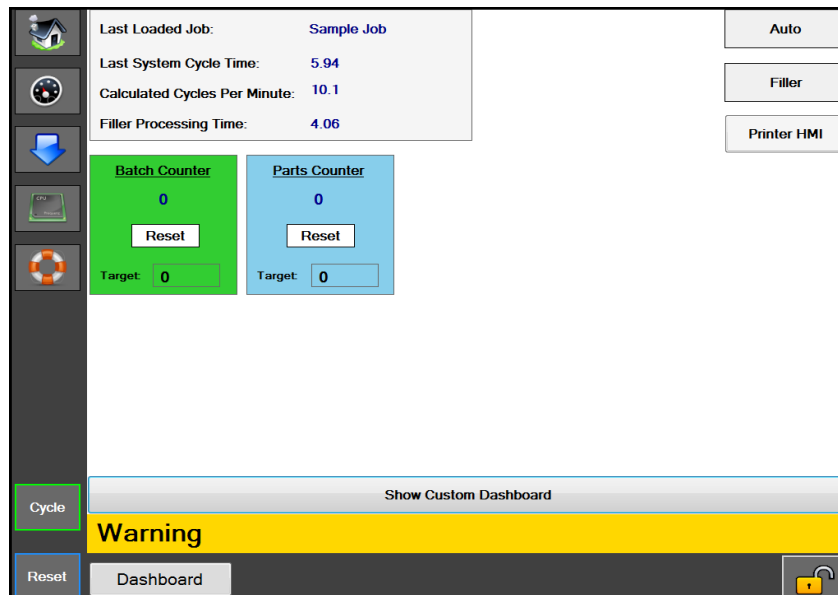 Last Loaded Job: Sample Job
Last System Cycle Time: 5.94
Calculated Cycles Per Minute: 10.1
Filler Processing Time: 4.06
Auto
Filler
Printer HMI
Batch Counter
0
Reset
Target: 0
Parts Counter
0
Reset
Target: 0
Show Custom Dashboard
Cycle
Warning
Reset
Dashboard